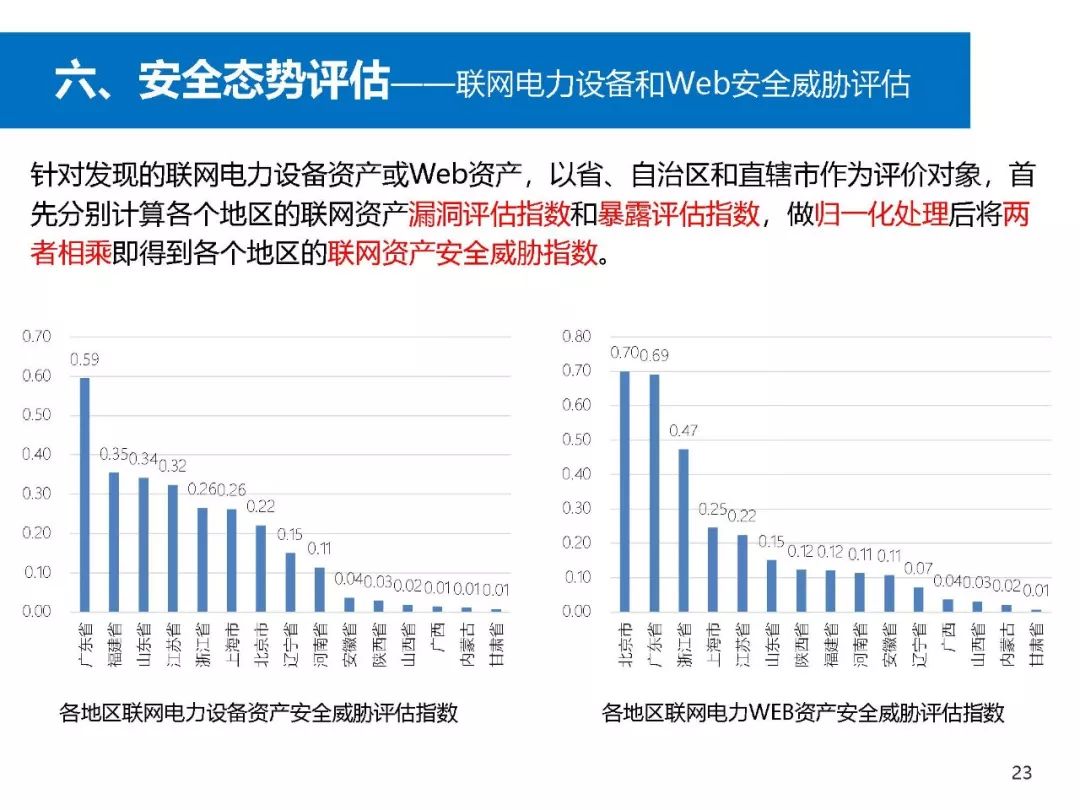 六、安全态势评估——联网电力设备和Web安全威胁评估
针对发现的联网电力设备资产或Web资产，以省、自治区和直辖市作为评价对象，首
先分别计算各个地区的联网资产漏洞评估指数和暴露评估指数，做归一化处理后将两
者相乘即得到各个地区的联网资产安全威胁指数。
0.70
0.60
0.50
0.40
0.30
0.20
0.10
0.00
0.59
0.35
0.34
0.32
0.26
0.26
0.22
0.15
0.11
0.04
0.03
0.02
0.01
0.01
0.01
广东省
福建省
山东省
江苏省
浙江省
上海市
北京市
辽宁省
河南省
安徽省
陕西省
山西省
广西
内蒙古
甘肃省
各地区联网电力设备资产安全威胁评估指数
0.80
0.70
0.60
0.50
0.40
0.30
0.20
0.10
0.00
0.70
0.69
0.47
0.25
0.22
0.15
0.12
0.12
0.11
0.11
0.07
0.04
0.03
0.02
0.01
北京市
广东省
浙江省
上海市
江苏省
山东省
陕西省
福建省
河南省
安徽省
辽宁省
广西
山西省
内蒙古
甘肃省
各地区联网电力WEB资产安全威胁评估指数
23